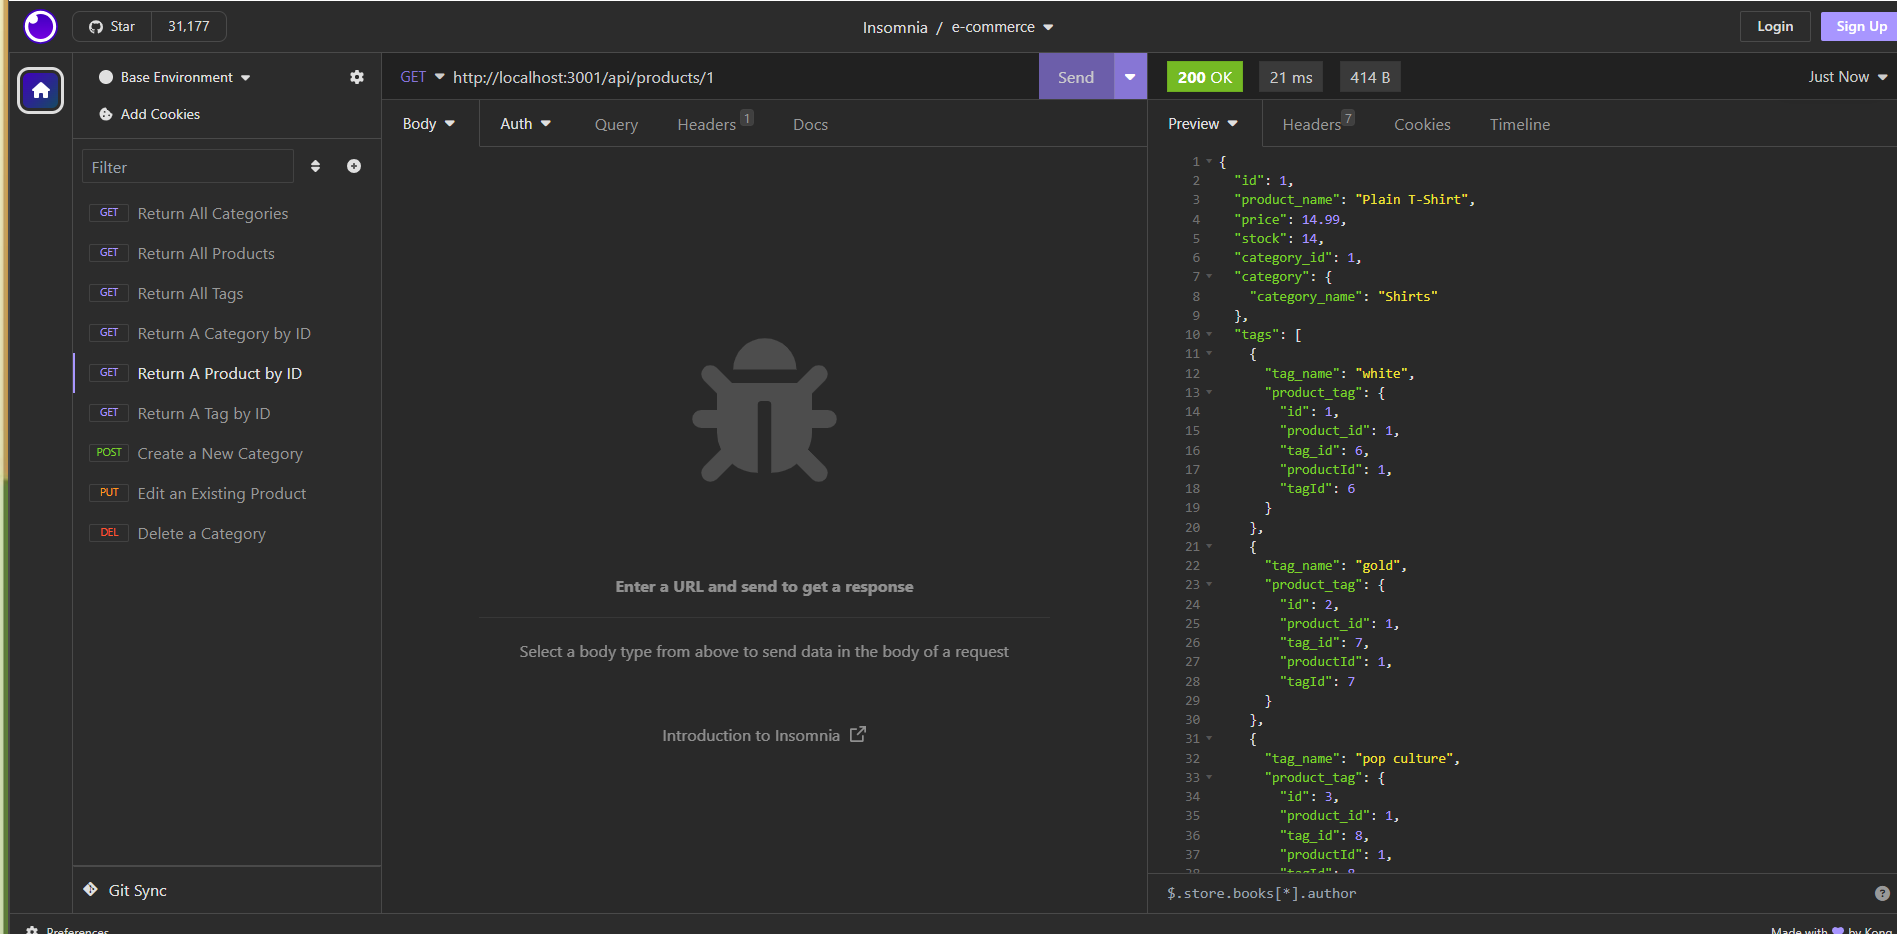 Star 31,177
Insomnia / e-commerce
Login Sign Up
Base Environment
Add Cookies
Filter
GET Return All Categories
GET Return All Products
GET Return All Tags
GET Return A Category by ID
GET Return A Product by ID
GET Return A Tag by ID
POST Create a New Category
PUT Edit an Existing Product
DEL Delete a Category
Git Sync
Preferences
GET http://localhost:3001/api/products/1 Send
Body Auth Query Headers 1 Docs
Enter a URL and send to get a response
Select a body type from above to send data in the body of a request
Introduction to Insomnia
200 OK 21 ms 414 B Just Now
Preview Headers 7 Cookies Timeline
1 {
2 "id": 1,
3 "product_name": "Plain T-Shirt",
4 "price": 14.99,
5 "stock": 14,
6 "category_id": 1,
7 "category": {
8 "category_name": "Shirts"
9 },
10 "tags": [
11 {
12 "tag_name": "white",
13 "product_tag": {
14 "id": 1,
15 "product_id": 1,
16 "tag_id": 6,
17 "productId": 1,
18 "tagId": 6
19 }
20 },
21 {
22 "tag_name": "gold",
23 "product_tag": {
24 "id": 2,
25 "product_id": 1,
26 "tag_id": 7,
27 "productId": 1,
28 "tagId": 7
29 }
30 },
31 {
32 "tag_name": "pop culture",
33 "product_tag": {
34 "id": 3,
35 "product_id": 1,
36 "tag_id": 8,
37 "productId": 1,
38 "tagId": 8
$.store.books[*].author
?
Made with 💜 by Kong